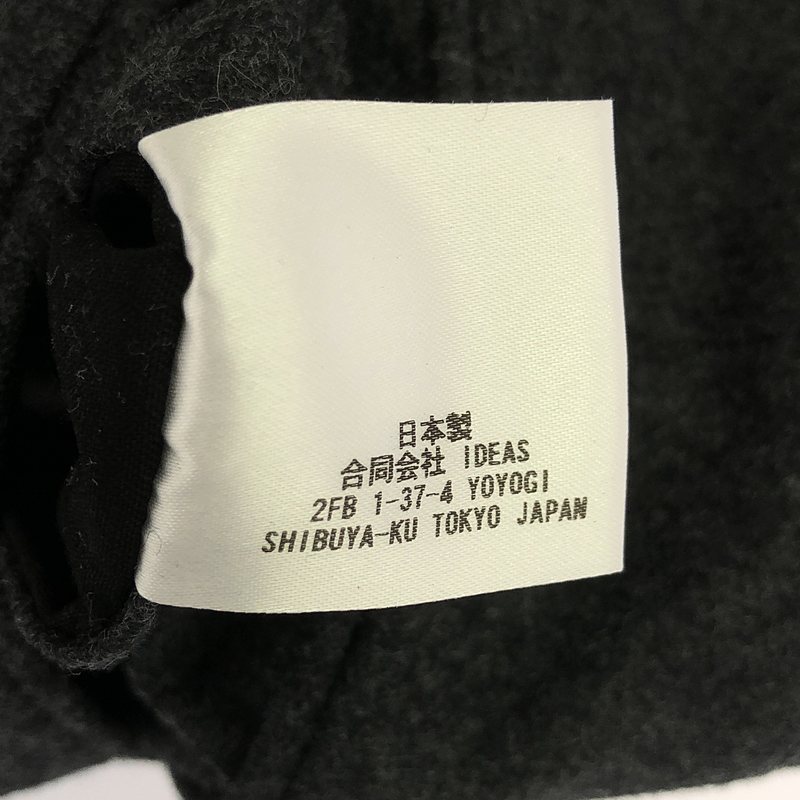 日本製
合同会社 IDEAS
2FB 1-37-4 YOYOGI
SHIBUYA-KU TOKYO JAPAN